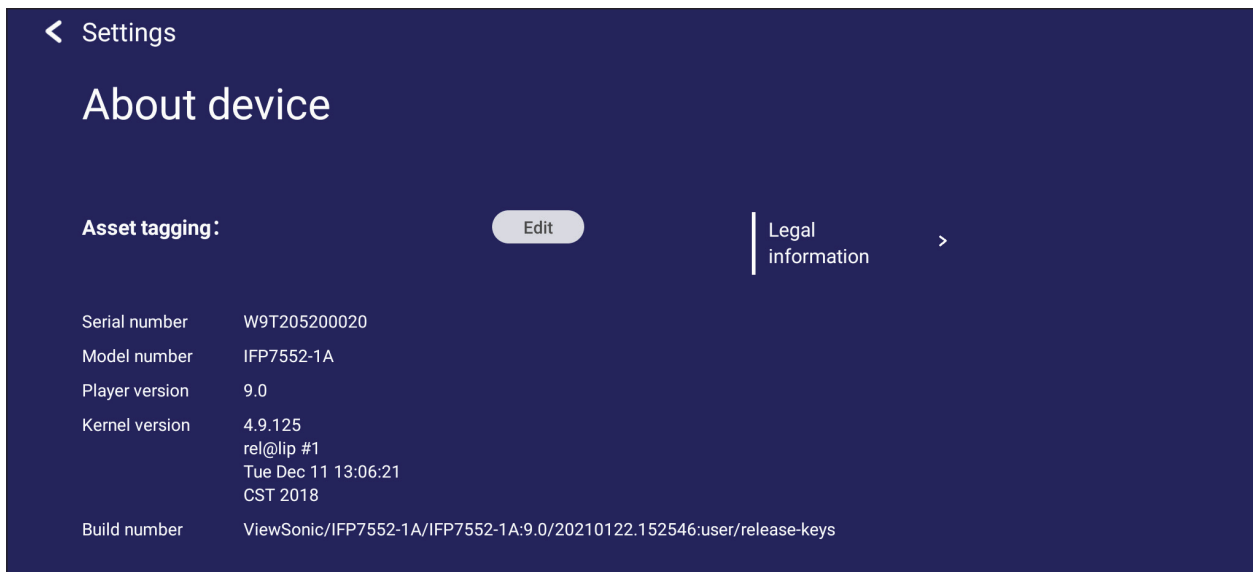 Settings
About device
Asset tagging:
Edit
Legal
information
Serial number W9T205200020
Model number IFP7552-1A
Player version 9.0
Kernel version 4.9.125
rel@lip #1
Tue Dec 11 13:06:21
CST 2018
Build number ViewSonic/IFP7552-1A/IFP7552-1A:9.0/20210122.152546:user/release-keys